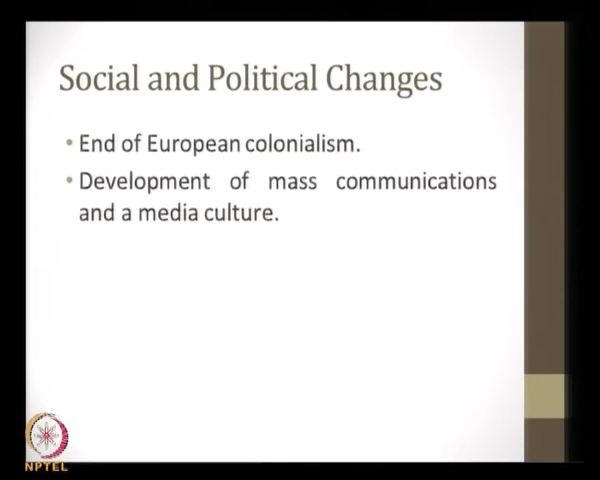 Social and Political Changes
• End of European colonialism.
• Development of mass communications
and a media culture.
NPTEL